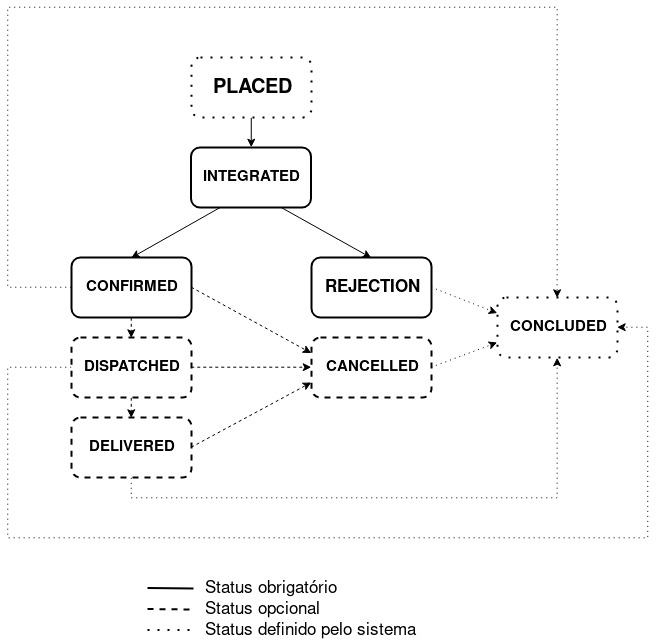 PLACED
INTEGRATED
CONFIRMED
REJECTION
CONCLUDED
DISPATCHED
CANCELLED
DELIVERED
Status obrigatório
Status opcional
Status definido pelo sistema